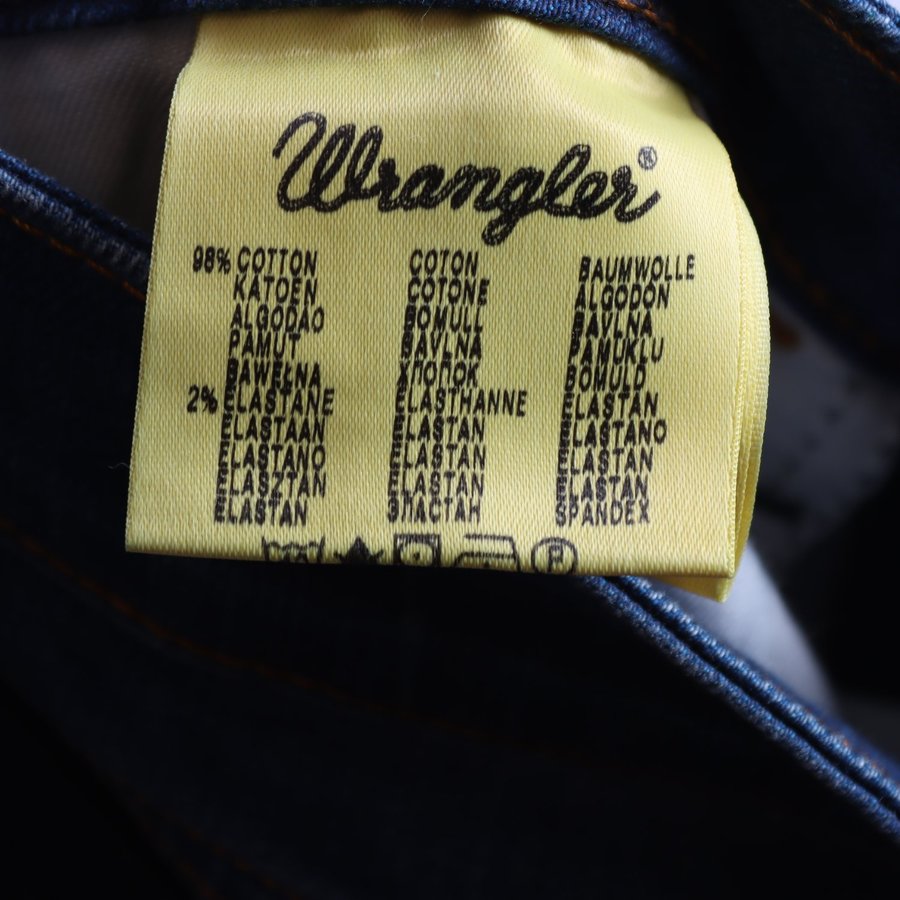 Wrangler®
98% COTTON COTON BAUMWOLLE
KATOEN COTONE ALGODÓN
ALGODAO BOMULL BAVLNA
PAMUT BAVLNA PAMUKLU
BAWEŁNA ХЛОПОК BOMULD
2% ELASTANE ELASTHANNE ELASTAN
ELASTAAN ELASTAN ELASTANO
ELASTANO ELASTAN ELASTAN
ELASZTAN ELASTAN ELASTAN
ELASTAN ЭЛАСТАН SPANDEX
P